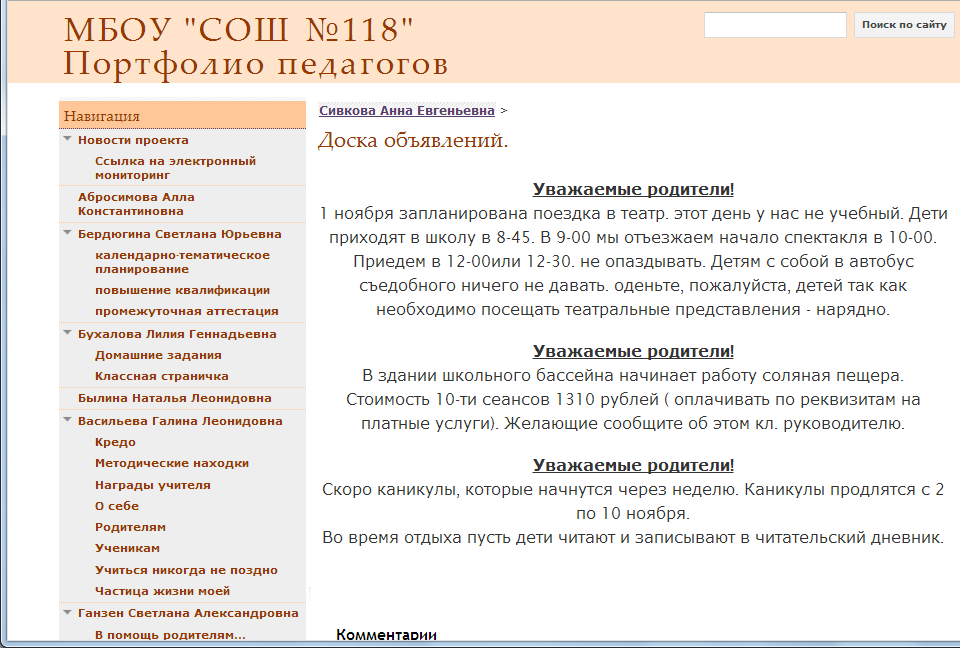 МБОУ "СОШ №118"
Портфолио педагогов
Поиск по сайту
Навигация
Новости проекта
Ссылка на электронный
мониторинг
Абросимова Алла
Константиновна
Бердюгина Светлана Юрьевна
календарно-тематическое
планирование
повышение квалификации
промежуточная аттестация
Бухалова Лилия Геннадьевна
Домашние задания
Классная страничка
Былина Наталья Леонидовна
Васильева Галина Леонидовна
Кредо
Методические находки
Награды учителя
О себе
Родителям
Ученикам
Учиться никогда не поздно
Частица жизни моей
Ганзен Светлана Александровна
В помощь родителям...
Сивкова Анна Евгеньевна >
Доска объявлений.
Уважаемые родители!
1 ноября запланирована поездка в театр. этот день у нас не учебный. Дети
приходят в школу в 8-45. В 9-00 мы отъезжаем начало спектакля в 10-00.
Приедем в 12-00или 12-30. не опаздывать. Детям с собой в автобус
съедобного ничего не давать. оденьте, пожалуйста, детей так как
необходимо посещать театральные представления - нарядно.
Уважаемые родители!
В здании школьного бассейна начинает работу соляная пещера.
Стоимость 10-ти сеансов 1310 рублей ( оплачивать по реквизитам на
платные услуги). Желающие сообщите об этом кл. руководителю.
Уважаемые родители!
Скоро каникулы, которые начнутся через неделю. Каникулы продлятся с 2
по 10 ноября.
Во время отдыха пусть дети читают и записывают в читательский дневник.
Комментарии